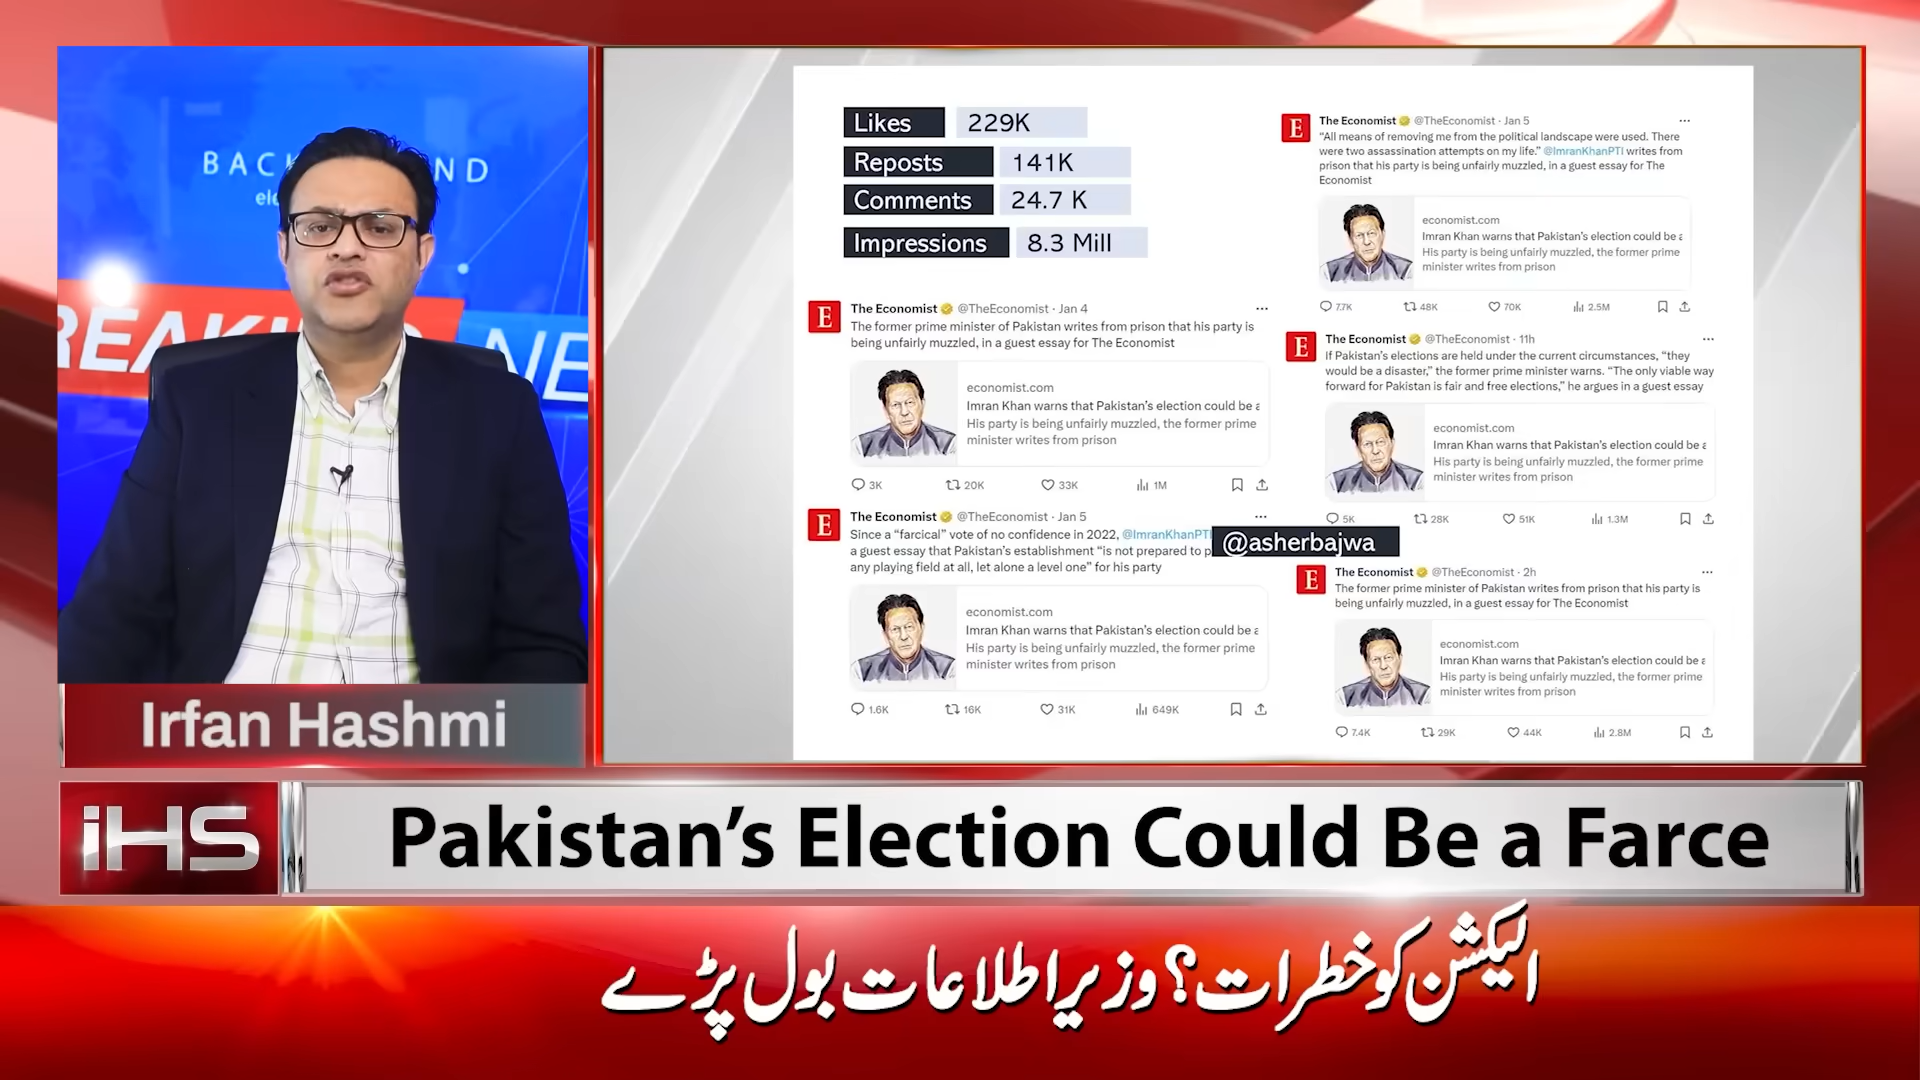 BAC ND
ele
REAKING NE
Irfan Hashmi
Likes 229K
Reposts 141K
Comments 24.7 K
Impressions 8.3 Mill
E The Economist @TheEconomist · Jan 4 ...
The former prime minister of Pakistan writes from prison that his party is
being unfairly muzzled, in a guest essay for The Economist
economist.com
Imran Khan warns that Pakistan's election could be a
His party is being unfairly muzzled, the former prime
minister writes from prison
3K 20K 33K 1M
E The Economist @TheEconomist · Jan 5 ...
Since a “farcical” vote of no confidence in 2022, @ImranKhanPTI
a guest essay that Pakistan's establishment “is not prepared to p
any playing field at all, let alone a level one” for his party
economist.com
Imran Khan warns that Pakistan's election could be a
His party is being unfairly muzzled, the former prime
minister writes from prison
1.6K 16K 31K 649K
E The Economist @TheEconomist · Jan 5 ...
“All means of removing me from the political landscape were used. There
were two assassination attempts on my life.” @ImranKhanPTI writes from
prison that his party is being unfairly muzzled, in a guest essay for The
Economist
economist.com
Imran Khan warns that Pakistan's election could be a
His party is being unfairly muzzled, the former prime
minister writes from prison
7.7K 48K 70K 2.5M
E The Economist @TheEconomist · 11h ...
If Pakistan's elections are held under the current circumstances, “they
would be a disaster,” the former prime minister warns. “The only viable way
forward for Pakistan is fair and free elections,” he argues in a guest essay
economist.com
Imran Khan warns that Pakistan's election could be a
His party is being unfairly muzzled, the former prime
minister writes from prison
5K 28K 51K 1.3M
@asherbajwa
E The Economist @TheEconomist · 2h ...
The former prime minister of Pakistan writes from prison that his party is
being unfairly muzzled, in a guest essay for The Economist
economist.com
Imran Khan warns that Pakistan's election could be a
His party is being unfairly muzzled, the former prime
minister writes from prison
7.4K 29K 44K 2.8M
iHS Pakistan’s Election Could Be a Farce
الیکشن کو خطرات؟ وزیر اطلاعات بول پڑے